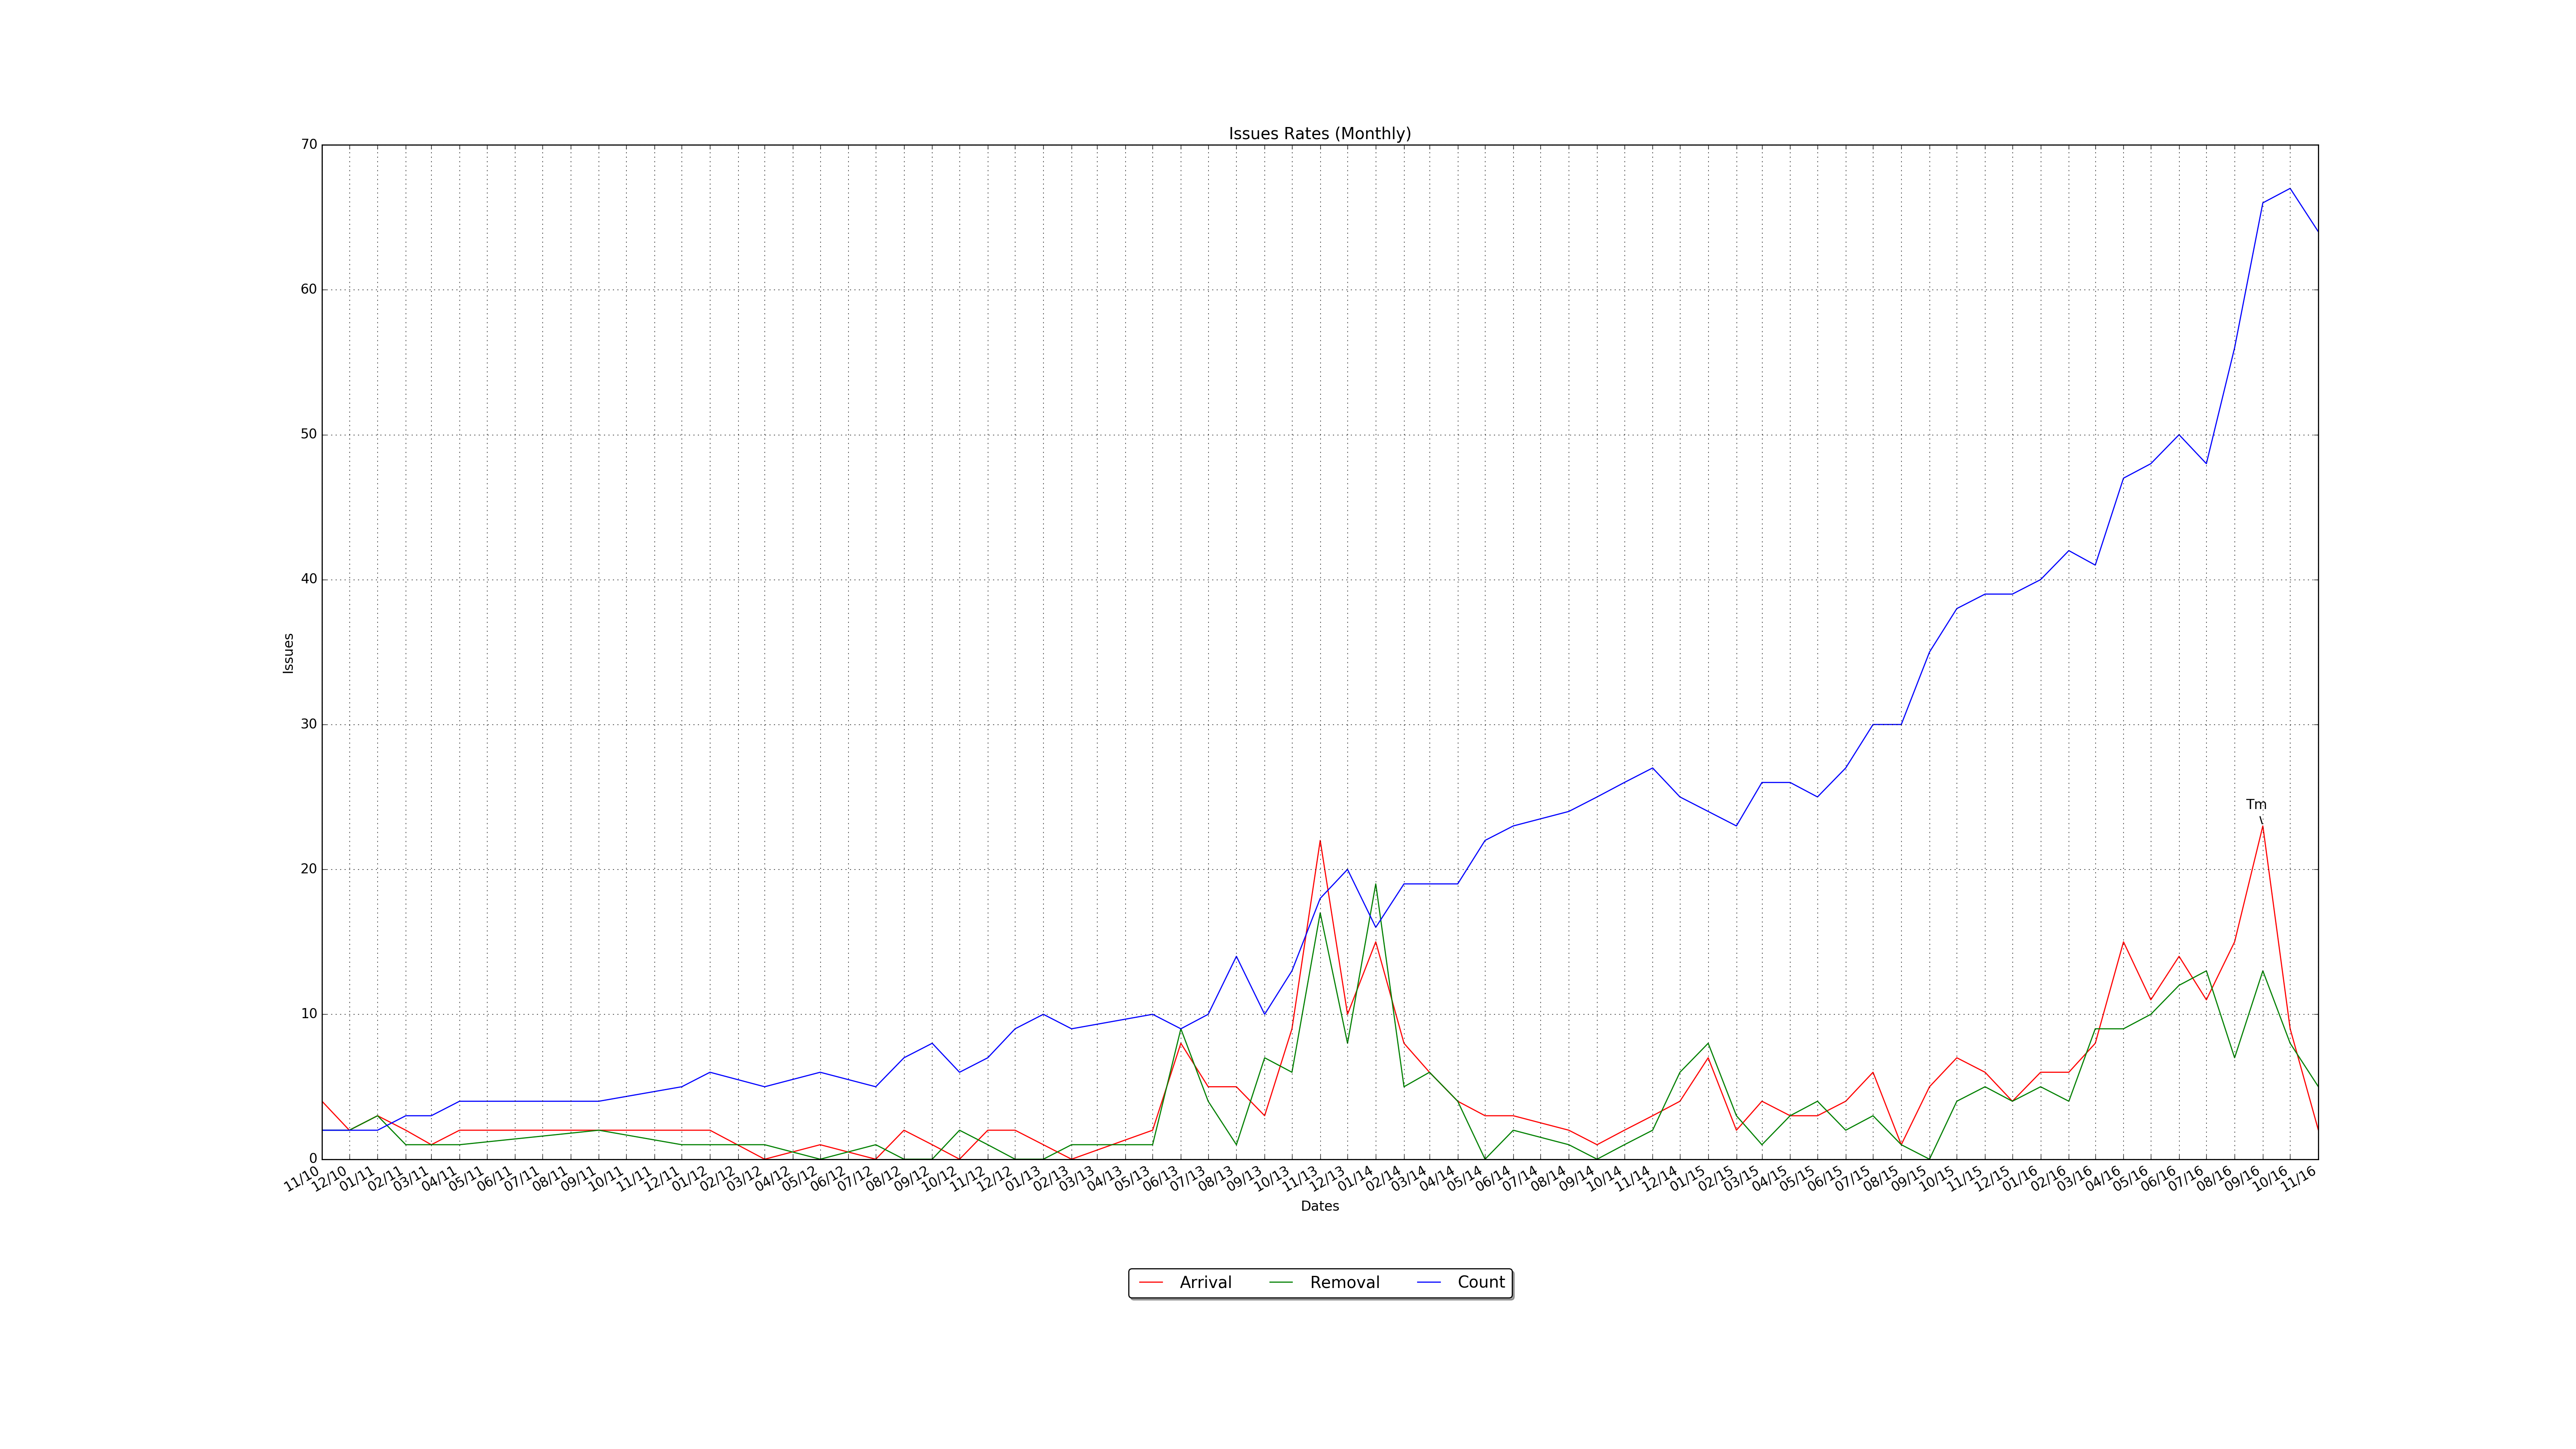 Issues Rates (Monthly)
70
60
50
40
30
20
10
0
Issues
Tm
11/10 12/10 01/11 02/11 03/11 04/11 05/11 06/11 07/11 08/11 09/11 10/11 11/11 12/11 01/12 02/12 03/12 04/12 05/12 06/12 07/12 08/12 09/12 10/12 11/12 12/12 01/13 02/13 03/13 04/13 05/13 06/13 07/13 08/13 09/13 10/13 11/13 12/13 01/14 02/14 03/14 04/14 05/14 06/14 07/14 08/14 09/14 10/14 11/14 12/14 01/15 02/15 03/15 04/15 05/15 06/15 07/15 08/15 09/15 10/15 11/15 12/15 01/16 02/16 03/16 04/16 05/16 06/16 07/16 08/16 09/16 10/16 11/16
Dates
Arrival Removal Count